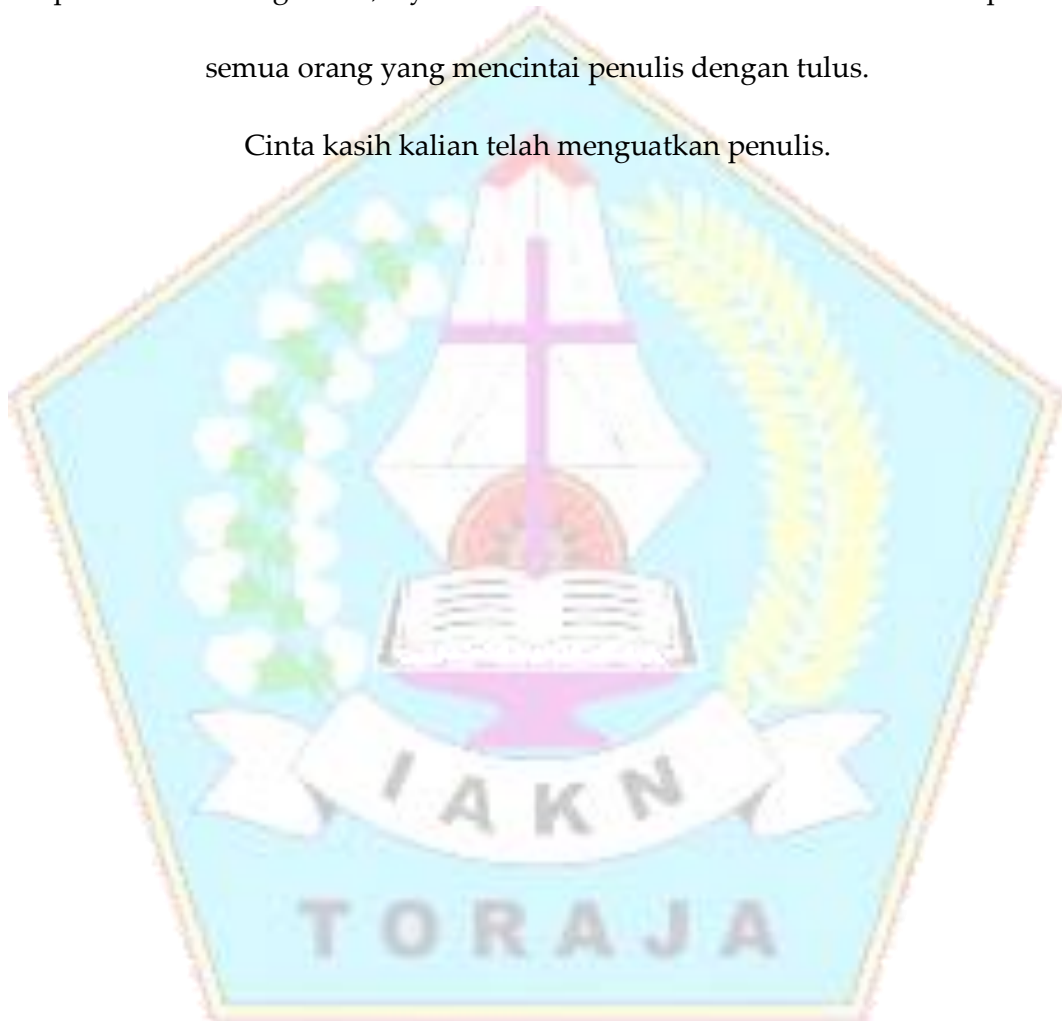 semua orang yang mencintai penulis dengan tulus.
Cinta kasih kalian telah menguatkan penulis.
IAKN
TORAJA